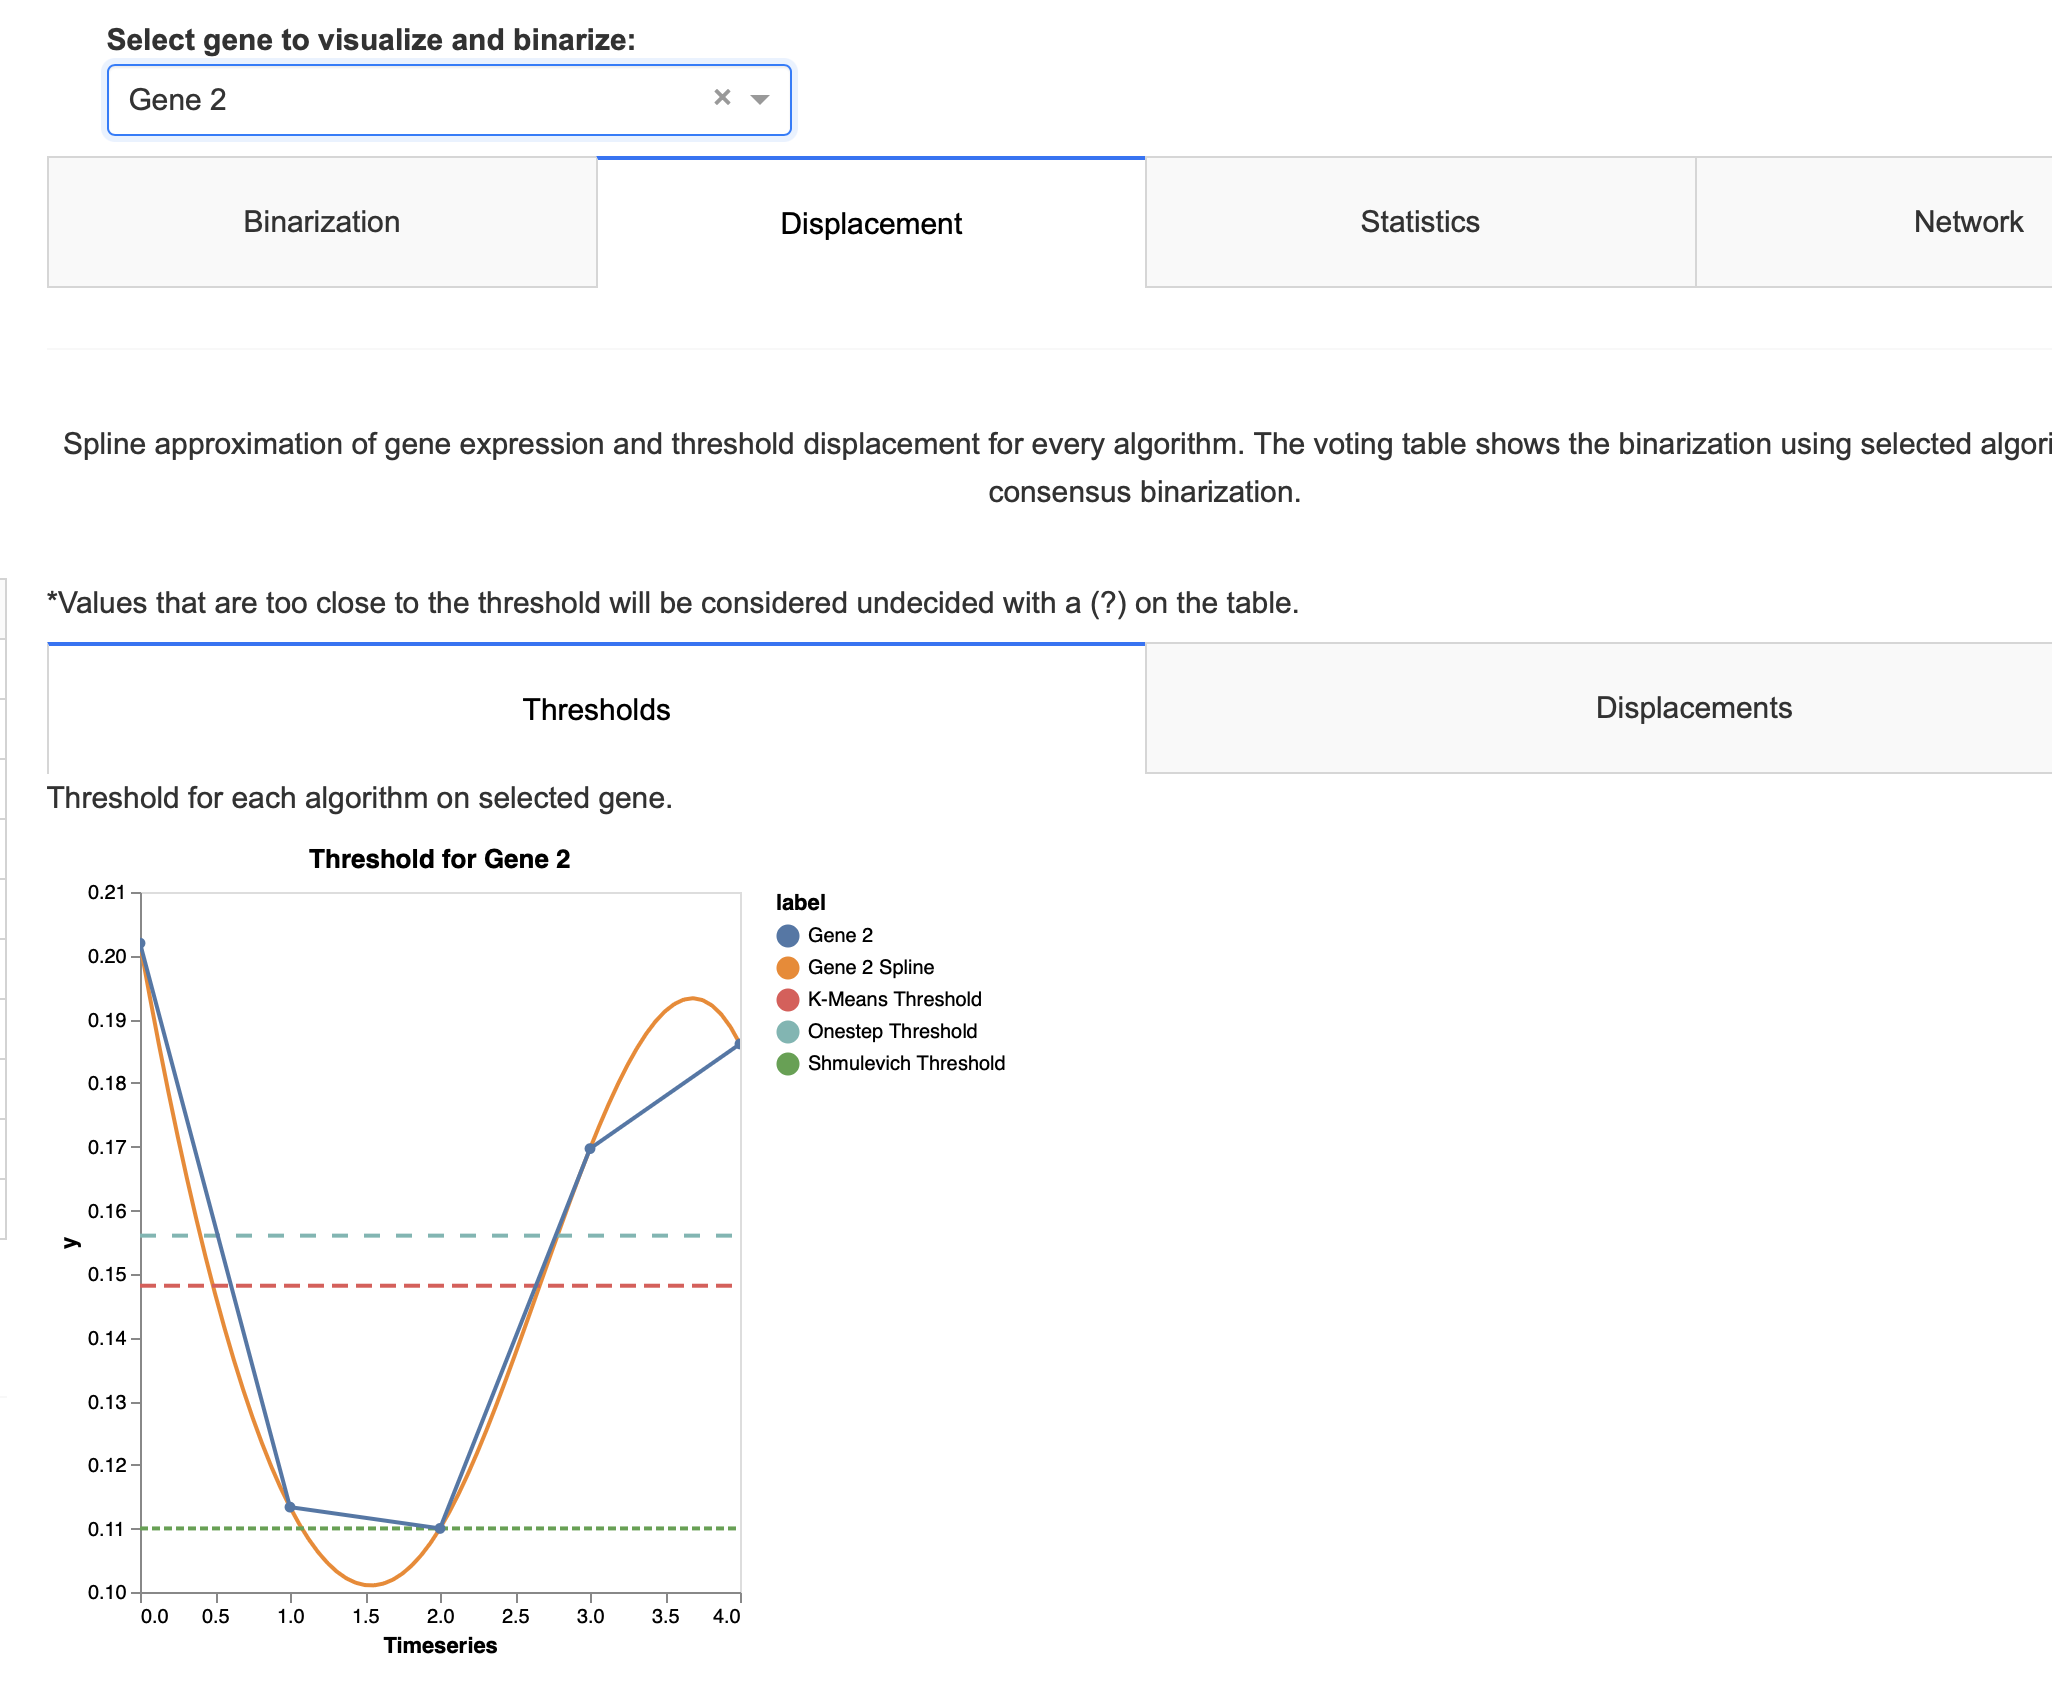 Select gene to visualize and binarize:
Gene 2
Binarization
Displacement
Statistics
Network
Spline approximation of gene expression and threshold displacement for every algorithm. The voting table shows the binarization using selected algori
consensus binarization.
*Values that are too close to the threshold will be considered undecided with a (?) on the table.
Thresholds
Displacements
Threshold for each algorithm on selected gene.
Threshold for Gene 2
0.21
0.20
0.19
0.18
0.17
0.16
0.15
0.14
0.13
0.12
0.11
0.10
y
0.0 0.5 1.0 1.5 2.0 2.5 3.0 3.5 4.0
Timeseries
label
Gene 2
Gene 2 Spline
K-Means Threshold
Onestep Threshold
Shmulevich Threshold